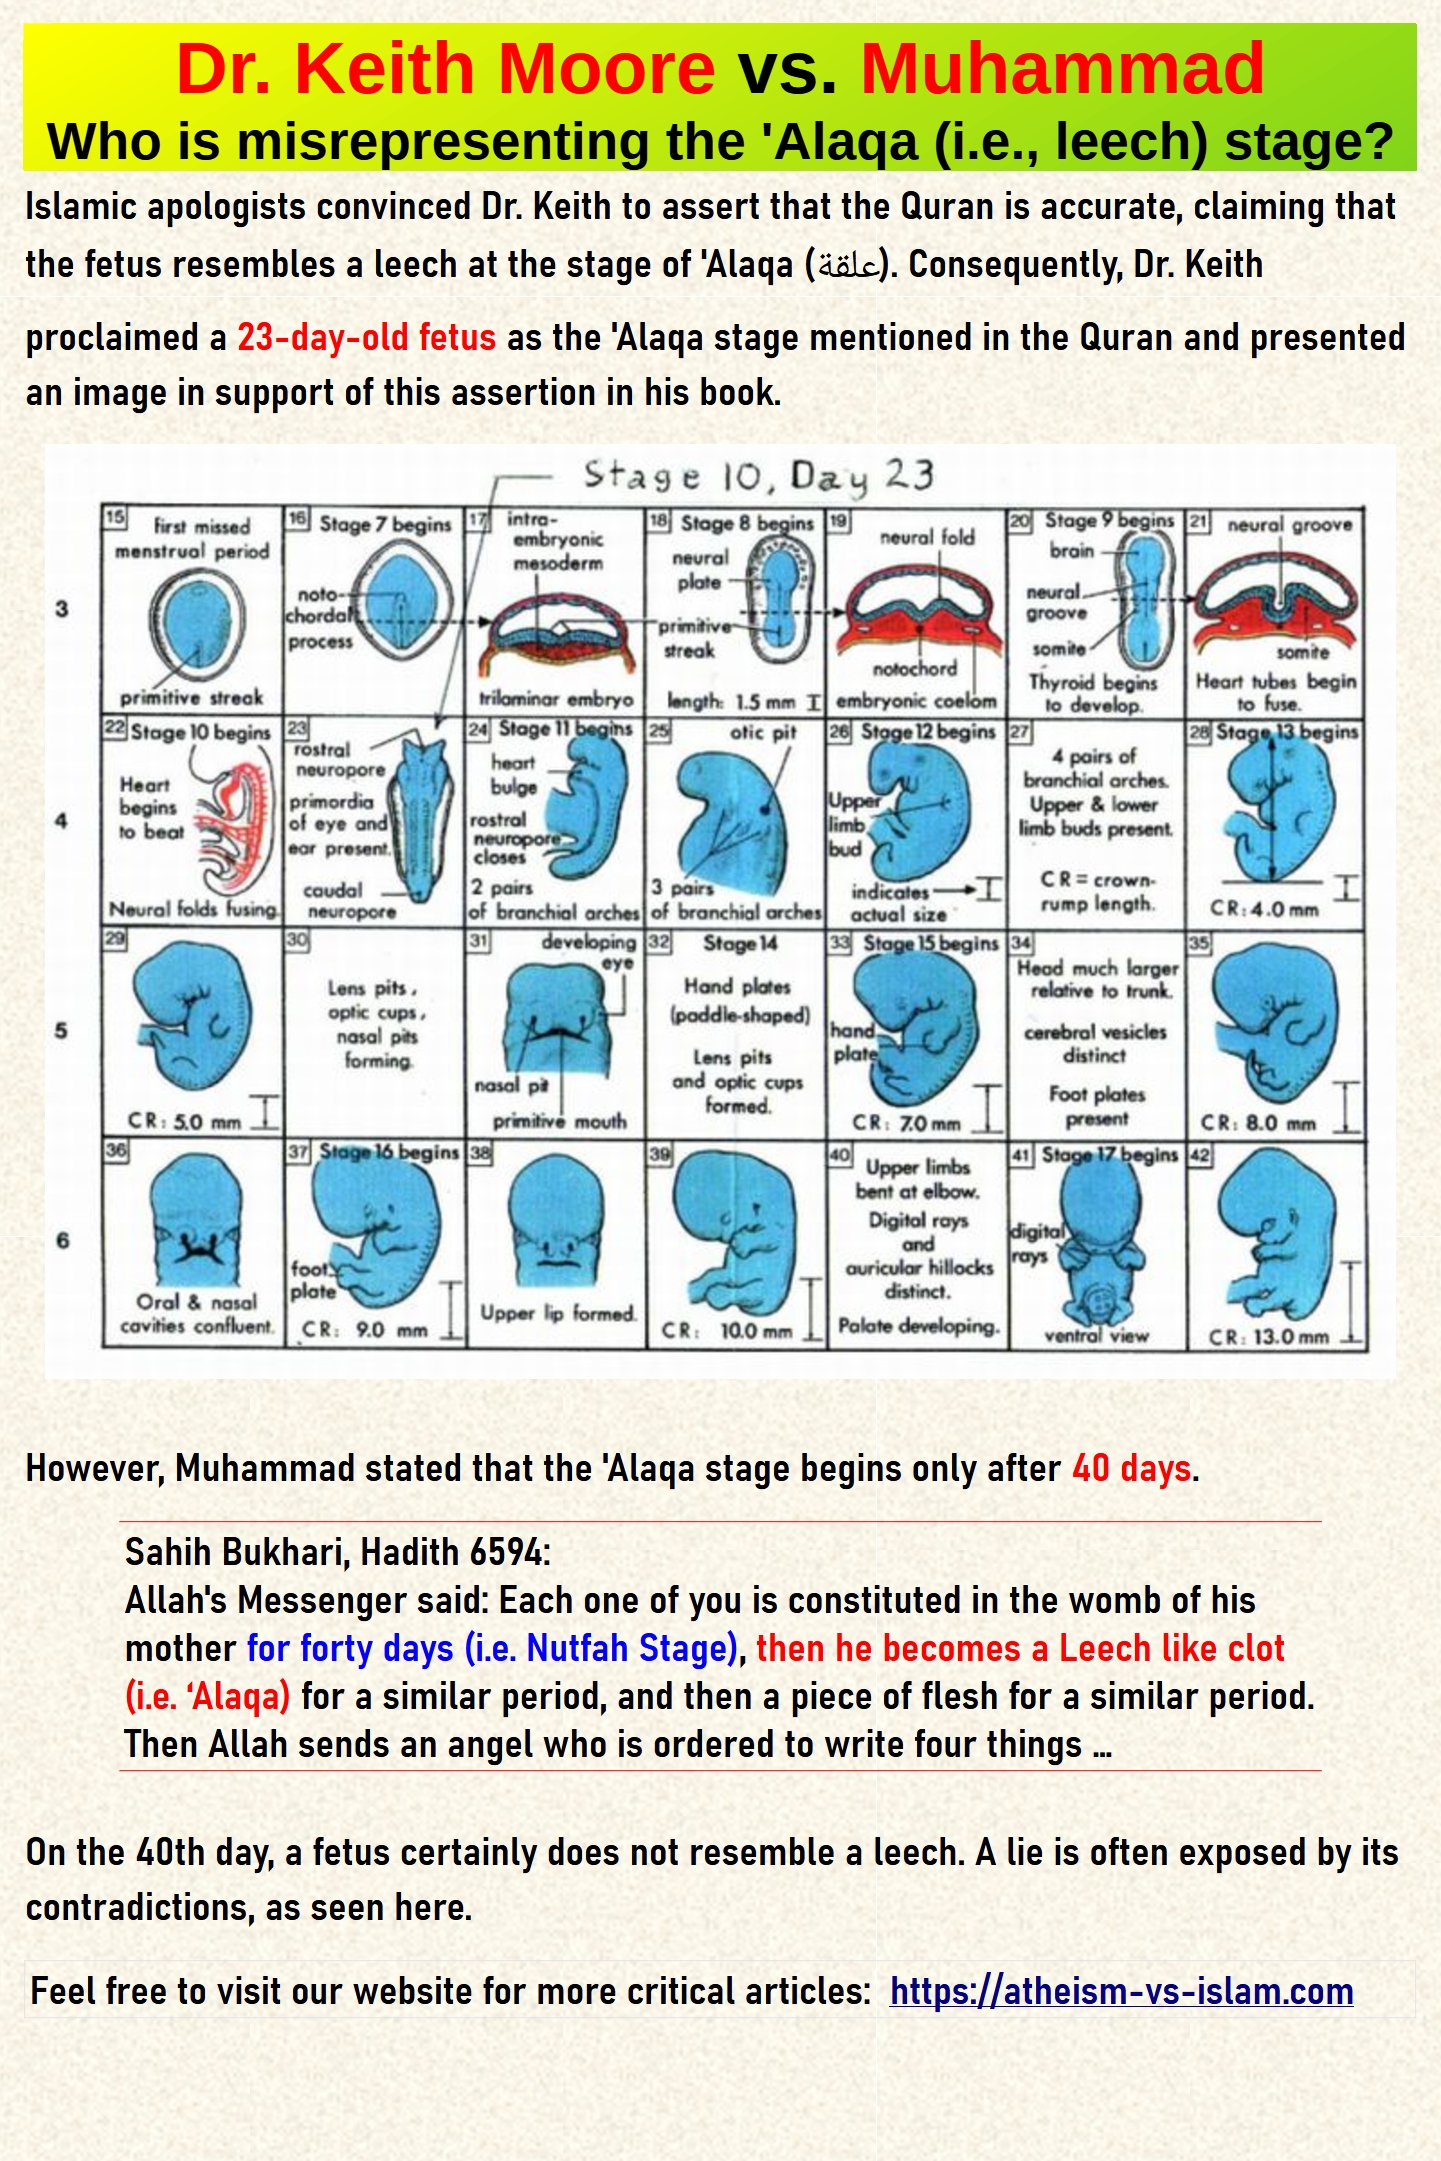 Dr. Keith Moore vs. Muhammad
Who is misrepresenting the 'Alaqa (i.e., leech) stage?
Islamic apologists convinced Dr. Keith to assert that the Quran is accurate, claiming that
the fetus resembles a leech at the stage of 'Alaqa (علقة). Consequently, Dr. Keith
proclaimed a 23-day-old fetus as the 'Alaqa stage mentioned in the Quran and presented
an image in support of this assertion in his book.
Stage 10, Day 23
3
15
first missed
menstrual period
primitive streak
16
Stage 7 begins
noto-
chordal
process
17
intra-
embryonic
mesoderm
trilaminar embryo
18
Stage 8 begins
neural
plate
primitive
streak
length: 1.5 mm
19
neural fold
notochord
embryonic coelom
20
Stage 9 begins
brain
neural
groove
somite
Thyroid begins
to develop.
21
neural groove
somite
Heart tubes begin
to fuse.
4
22
Stage 10 begins
Heart
begins
to beat
Neural folds fusing.
23
rostral
neuropore
primordia
of eye and
ear present.
caudal
neuropore
24
Stage 11 begins
heart
bulge
rostral
neuropore
closes
2 pairs
of branchial arches
25
otic pit
3 pairs
of branchial arches
26
Stage 12 begins
Upper
limb
bud
indicates
actual size
27
4 pairs of
branchial arches.
Upper & lower
limb buds present.
CR = crown-
rump length.
28
Stage 13 begins
CR: 4.0 mm
5
29
CR: 5.0 mm
30
Lens pits,
optic cups,
nasal pits
forming.
31
developing
eye
nasal pit
primitive mouth
32
Stage 14
Hand plates
(paddle-shaped)
Lens pits
and optic cups
formed.
33
Stage 15 begins
hand
plate
CR: 7.0 mm
34
Head much larger
relative to trunk.
cerebral vesicles
distinct
Foot plates
present
35
CR: 8.0 mm
6
36
Oral & nasal
cavities confluent.
37
Stage 16 begins
foot
plate
CR: 9.0 mm
38
Upper lip formed.
39
CR: 10.0 mm
40
Upper limbs
bent at elbow.
Digital rays
and
auricular hillocks
distinct.
Palate developing.
41
Stage 17 begins
digital
rays
ventral view
42
CR: 13.0 mm
However, Muhammad stated that the 'Alaqa stage begins only after 40 days.
Sahih Bukhari, Hadith 6594:
Allah's Messenger said: Each one of you is constituted in the womb of his
mother for forty days (i.e. Nutfah Stage), then he becomes a Leech like clot
(i.e. ‘Alaqa) for a similar period, and then a piece of flesh for a similar period.
Then Allah sends an angel who is ordered to write four things ...
On the 40th day, a fetus certainly does not resemble a leech. A lie is often exposed by its
contradictions, as seen here.
Feel free to visit our website for more critical articles: https://atheism-vs-islam.com